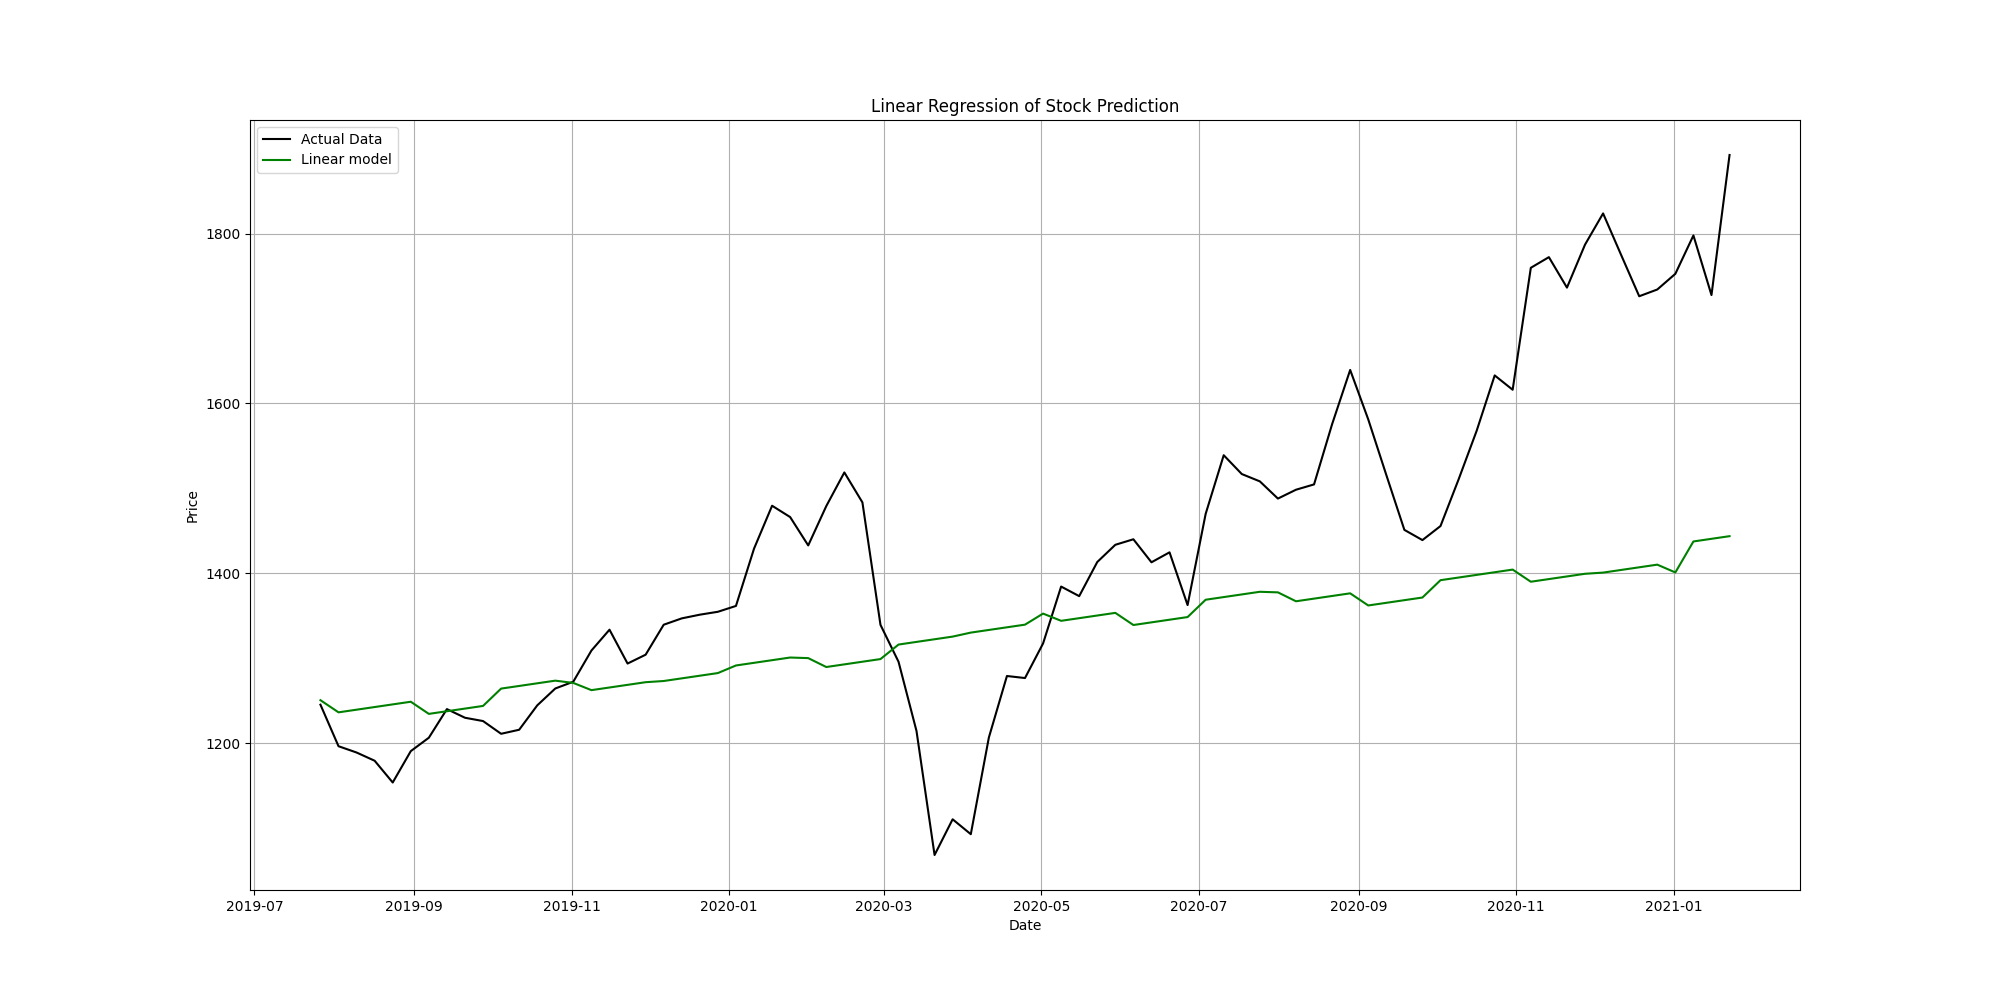 Linear Regression of Stock Prediction
Actual Data
Linear model
Price
1800
1600
1400
1200
2019-07 2019-09 2019-11 2020-01 2020-03 2020-05 2020-07 2020-09 2020-11 2021-01
Date